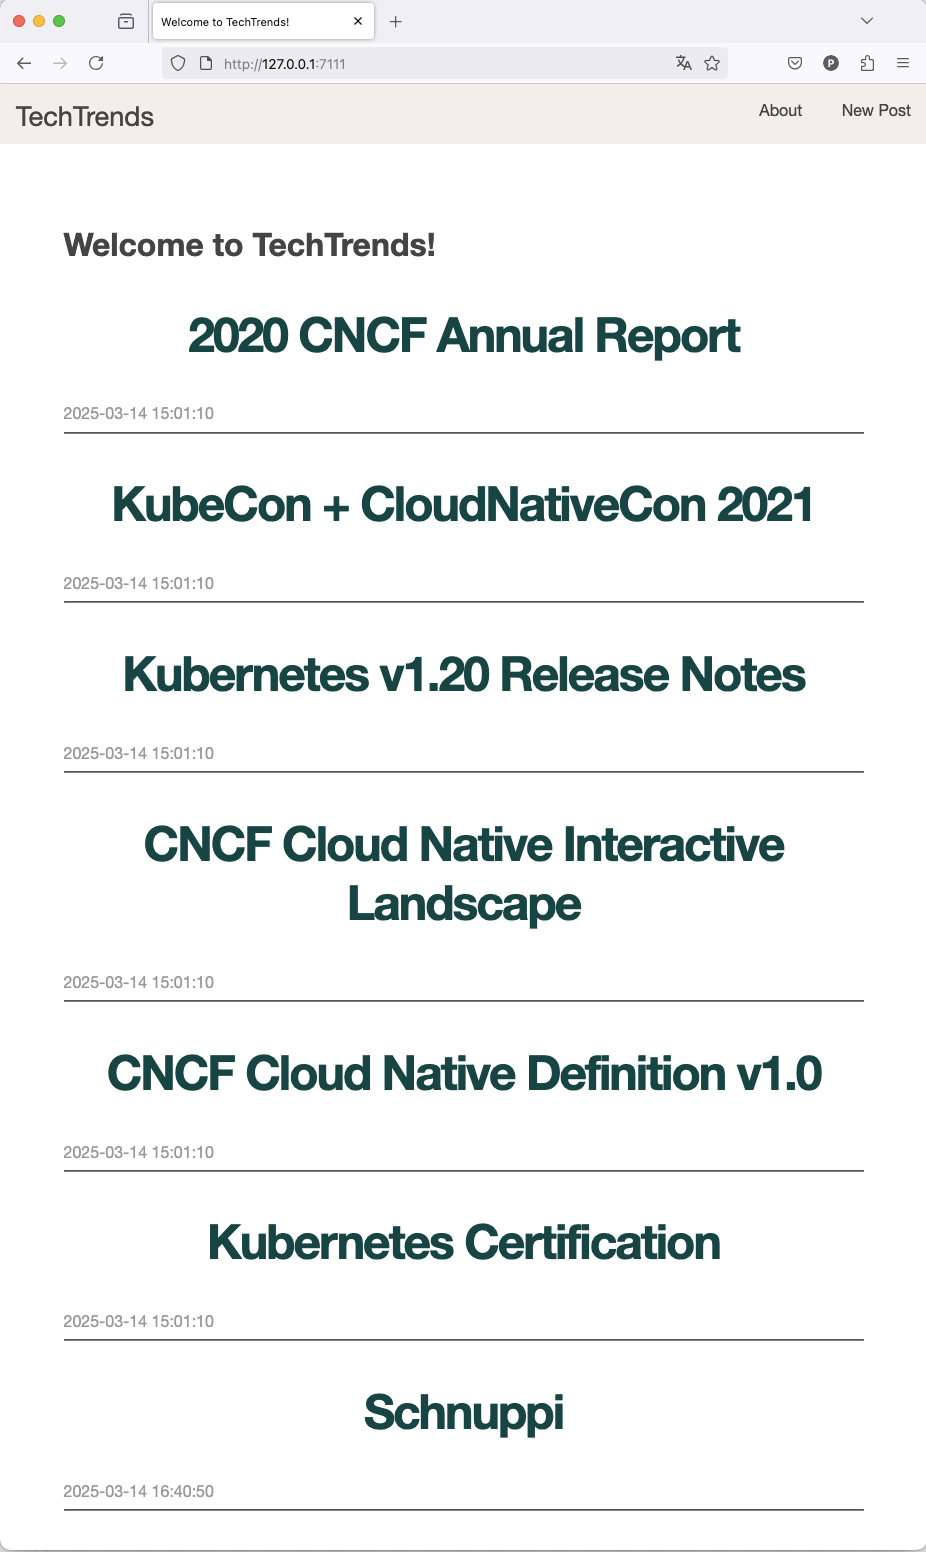 Welcome to TechTrends!
http://127.0.0.1:7111
P
TechTrends
About
New Post
Welcome to TechTrends!
2020 CNCF Annual Report
2025-03-14 15:01:10
KubeCon + CloudNativeCon 2021
2025-03-14 15:01:10
Kubernetes v1.20 Release Notes
2025-03-14 15:01:10
CNCF Cloud Native Interactive
Landscape
2025-03-14 15:01:10
CNCF Cloud Native Definition v1.0
2025-03-14 15:01:10
Kubernetes Certification
2025-03-14 15:01:10
Schnuppi
2025-03-14 16:40:50